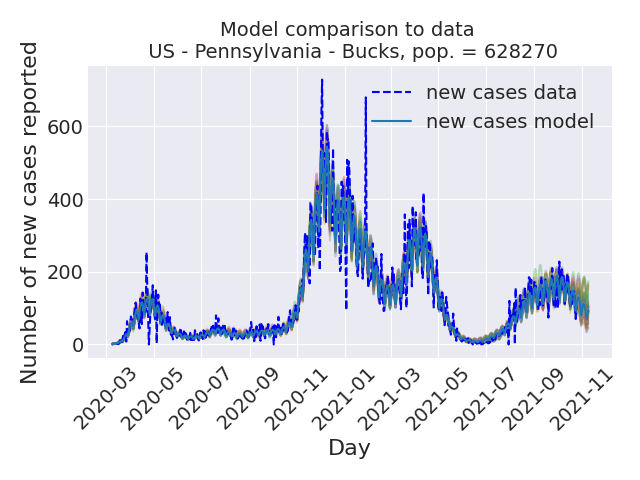 Model comparison to data
US - Pennsylvania - Bucks, pop. = 628270
Number of new cases reported
600
400
200
0
new cases data
new cases model
2020-03
2020-05
2020-07
2020-09
2020-11
2021-01
2021-03
2021-05
2021-07
2021-09
2021-11
Day